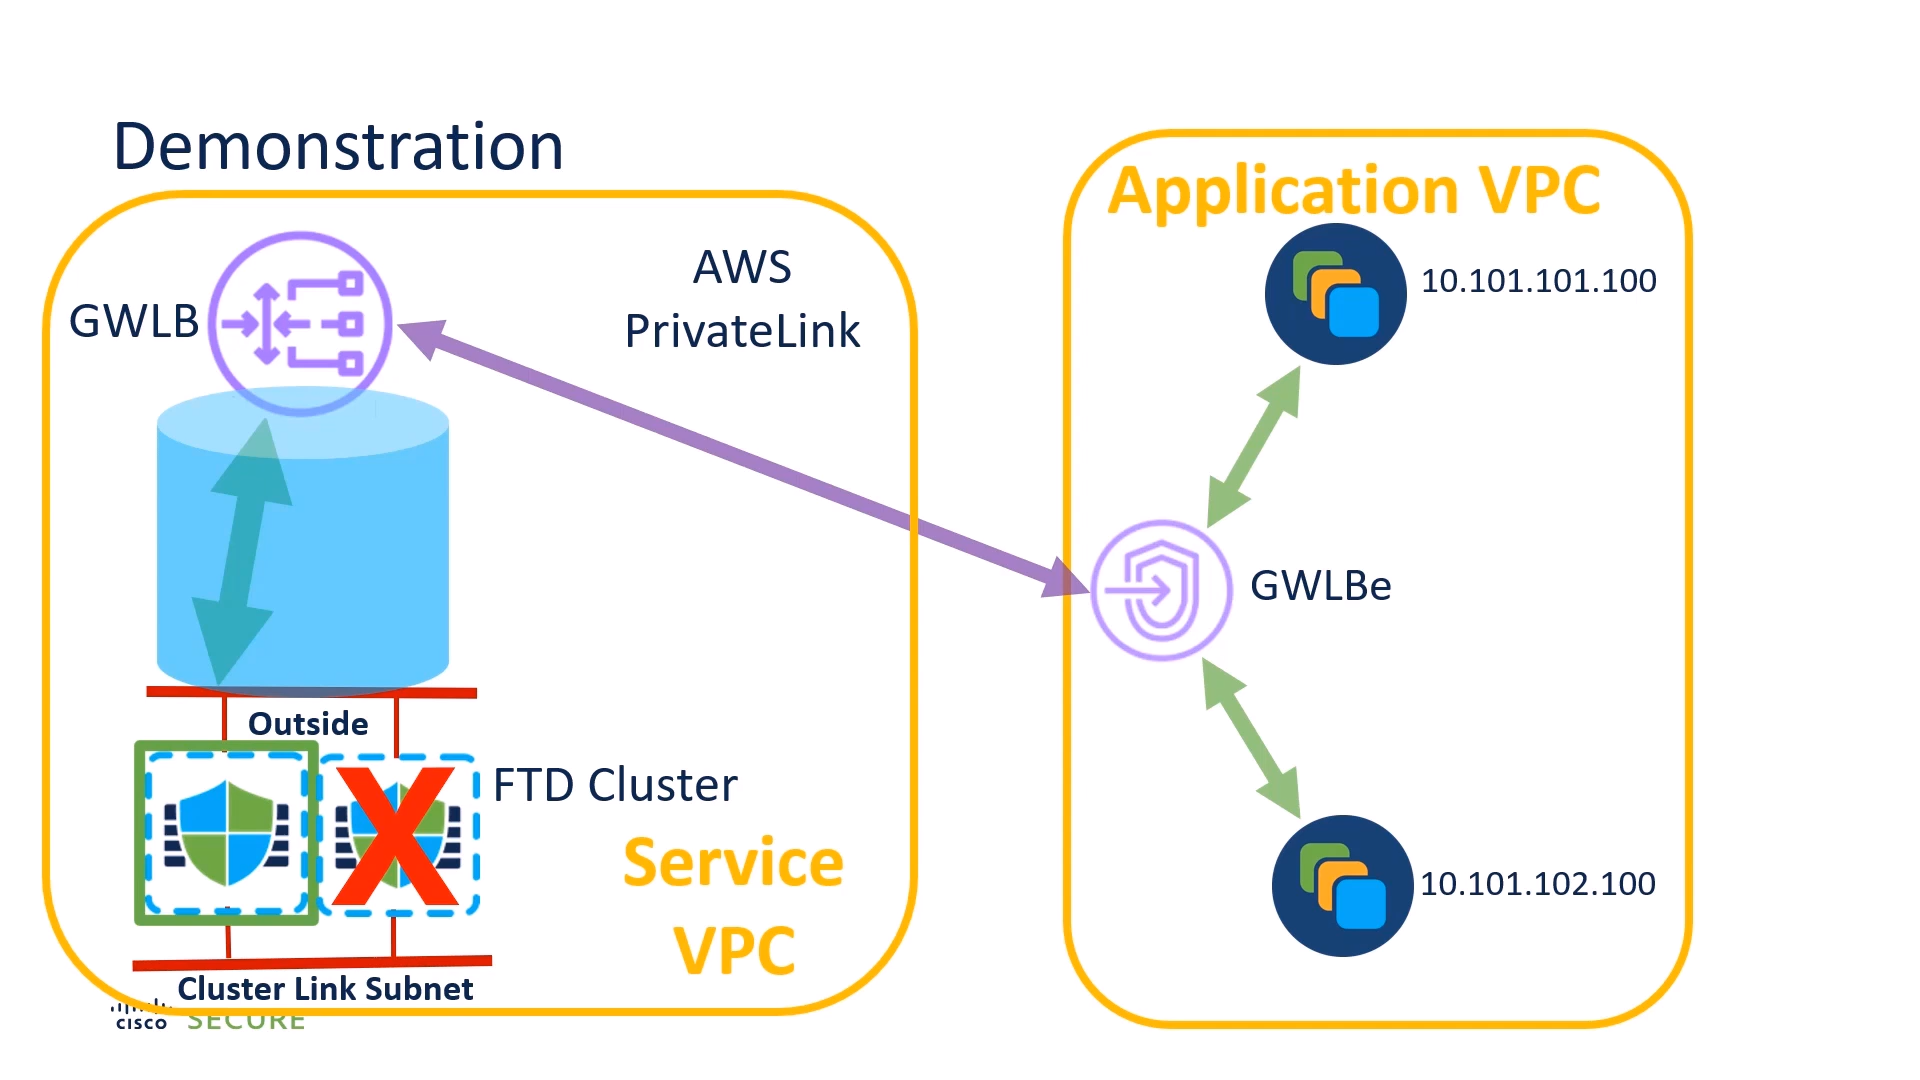 Demonstration
GWLB
AWS
PrivateLink
Outside
FTD Cluster
Service
VPC
Cluster Link Subnet
CISCO SECURE
Application VPC
10.101.101.100
GWLBe
10.101.102.100